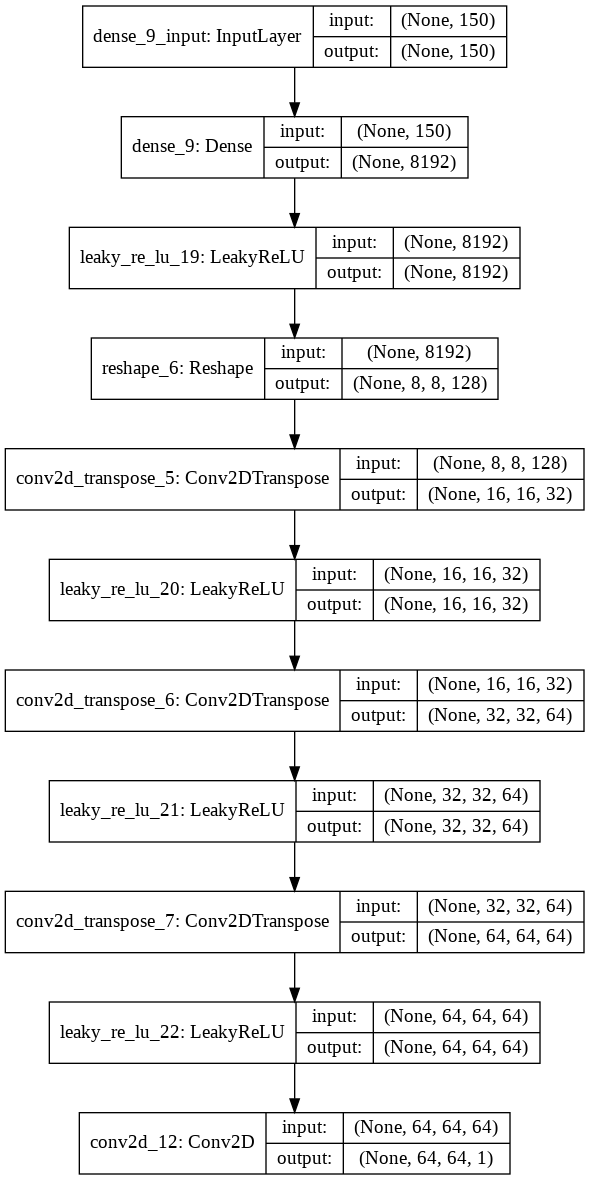 dense_9_input: InputLayer
input: (None, 150)
output: (None, 150)
dense_9: Dense
input: (None, 150)
output: (None, 8192)
leaky_re_lu_19: LeakyReLU
input: (None, 8192)
output: (None, 8192)
reshape_6: Reshape
input: (None, 8192)
output: (None, 8, 8, 128)
conv2d_transpose_5: Conv2DTranspose
input: (None, 8, 8, 128)
output: (None, 16, 16, 32)
leaky_re_lu_20: LeakyReLU
input: (None, 16, 16, 32)
output: (None, 16, 16, 32)
conv2d_transpose_6: Conv2DTranspose
input: (None, 16, 16, 32)
output: (None, 32, 32, 64)
leaky_re_lu_21: LeakyReLU
input: (None, 32, 32, 64)
output: (None, 32, 32, 64)
conv2d_transpose_7: Conv2DTranspose
input: (None, 32, 32, 64)
output: (None, 64, 64, 64)
leaky_re_lu_22: LeakyReLU
input: (None, 64, 64, 64)
output: (None, 64, 64, 64)
conv2d_12: Conv2D
input: (None, 64, 64, 64)
output: (None, 64, 64, 1)